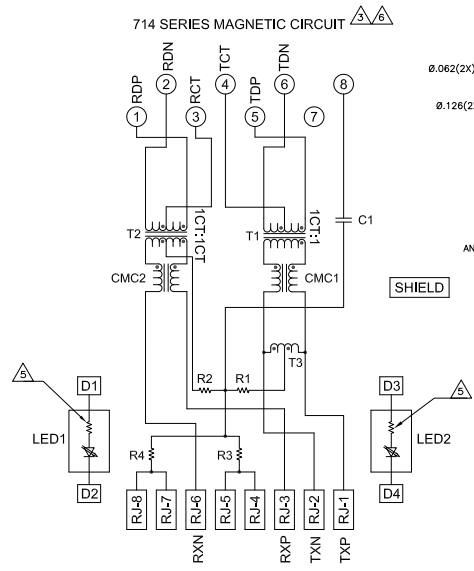 714 SERIES MAGNETIC CIRCUIT 3 6
RDP
RDN
RCT
TCT
TDP
TDN
1
2
3
4
5
6
7
8
Ø.062(2X)
Ø.126(2
AN
T2
1CT:1CT
T1
1CT:1
C1
CMC2
CMC1
SHIELD
T3
R2
R1
5
D1
LED1
D2
R4
R3
5
D3
LED2
D4
RJ-8
RJ-7
RJ-6
RJ-5
RJ-4
RJ-3
RJ-2
RJ-1
RXN
RXP
TXN
TXP